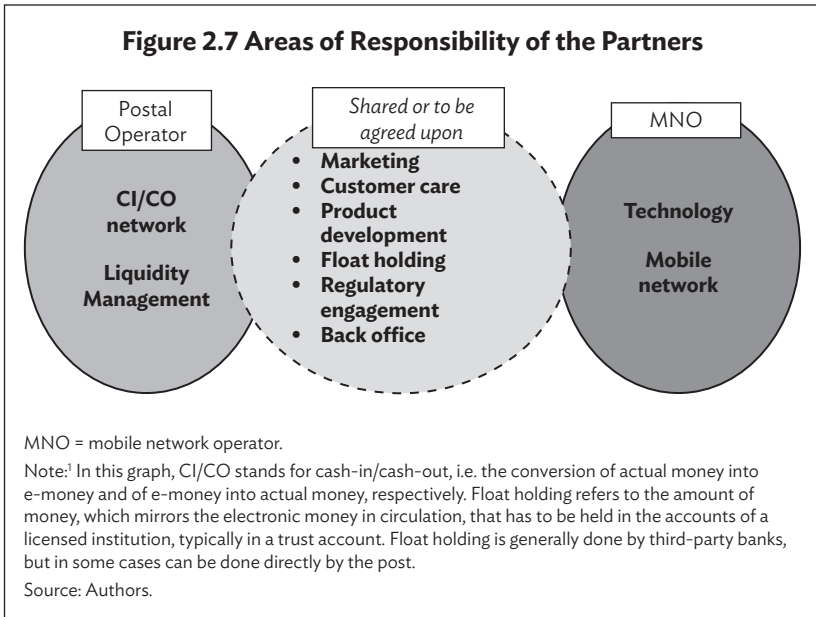 Figure 2.7 Areas of Responsibility of the Partners
Postal
Operator
CI/CO
network
Liquidity
Management
Shared or to be
agreed upon
• Marketing
• Customer care
• Product
development
• Float holding
• Regulatory
engagement
• Back office
MNO
Technology
Mobile
network
MNO = mobile network operator.
Note:¹ In this graph, CI/CO stands for cash-in/cash-out, i.e. the conversion of actual money into
e-money and of e-money into actual money, respectively. Float holding refers to the amount of
money, which mirrors the electronic money in circulation, that has to be held in the accounts of a
licensed institution, typically in a trust account. Float holding is generally done by third-party banks,
but in some cases can be done directly by the post.
Source: Authors.